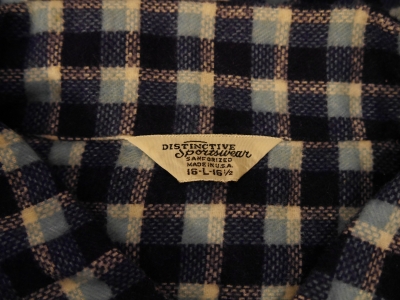 DISTINCTIVE
Sportswear
SANFORIZED
MADE IN U.S.A.
16-L-16½